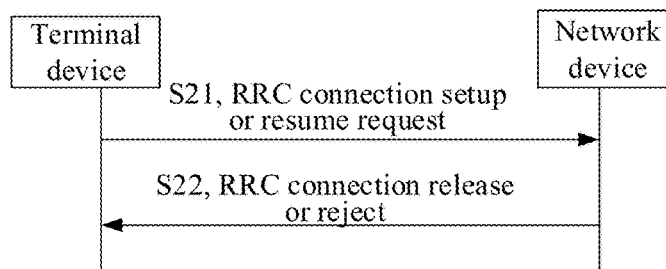 Terminal
device
Network
device
S21, RRC connection setup
or resume request
S22, RRC connection release
or reject